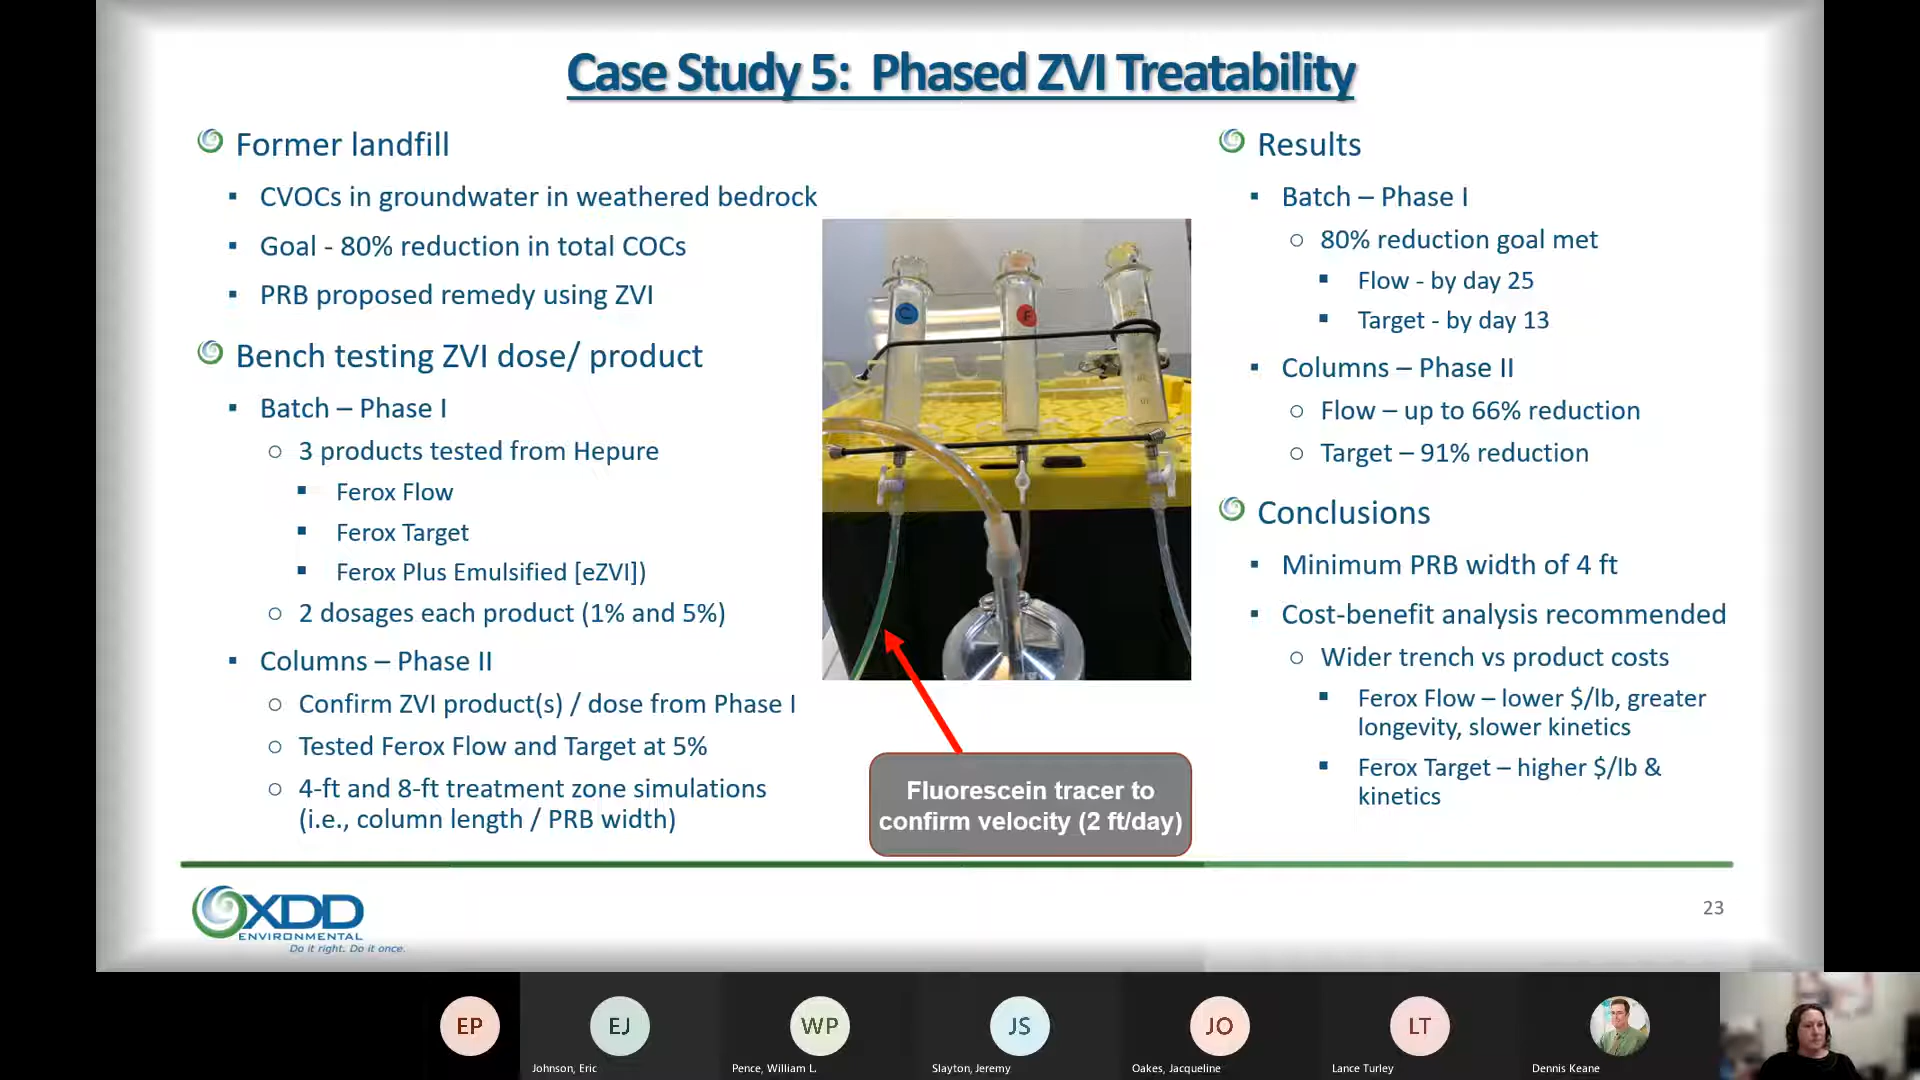 Case Study 5: Phased ZVI Treatability
Former landfill
CVOCs in groundwater in weathered bedrock
Goal - 80% reduction in total COCs
PRB proposed remedy using ZVI
Bench testing ZVI dose/ product
Batch – Phase I
3 products tested from Hepure
Ferox Flow
Ferox Target
Ferox Plus Emulsified [eZVI])
2 dosages each product (1% and 5%)
Columns – Phase II
Confirm ZVI product(s) / dose from Phase I
Tested Ferox Flow and Target at 5%
4-ft and 8-ft treatment zone simulations
(i.e., column length / PRB width)
C
F
Fluorescein tracer to
confirm velocity (2 ft/day)
Results
Batch – Phase I
80% reduction goal met
Flow - by day 25
Target - by day 13
Columns – Phase II
Flow – up to 66% reduction
Target – 91% reduction
Conclusions
Minimum PRB width of 4 ft
Cost-benefit analysis recommended
Wider trench vs product costs
Ferox Flow – lower $/lb, greater
longevity, slower kinetics
Ferox Target – higher $/lb &
kinetics
XDD
ENVIRONMENTAL
Do it right. Do it once.
23
EP
EJ
WP
JS
JO
LT
Johnson, Eric
Pence, William L.
Slayton, Jeremy
Oakes, Jacqueline
Lance Turley
Dennis Keane